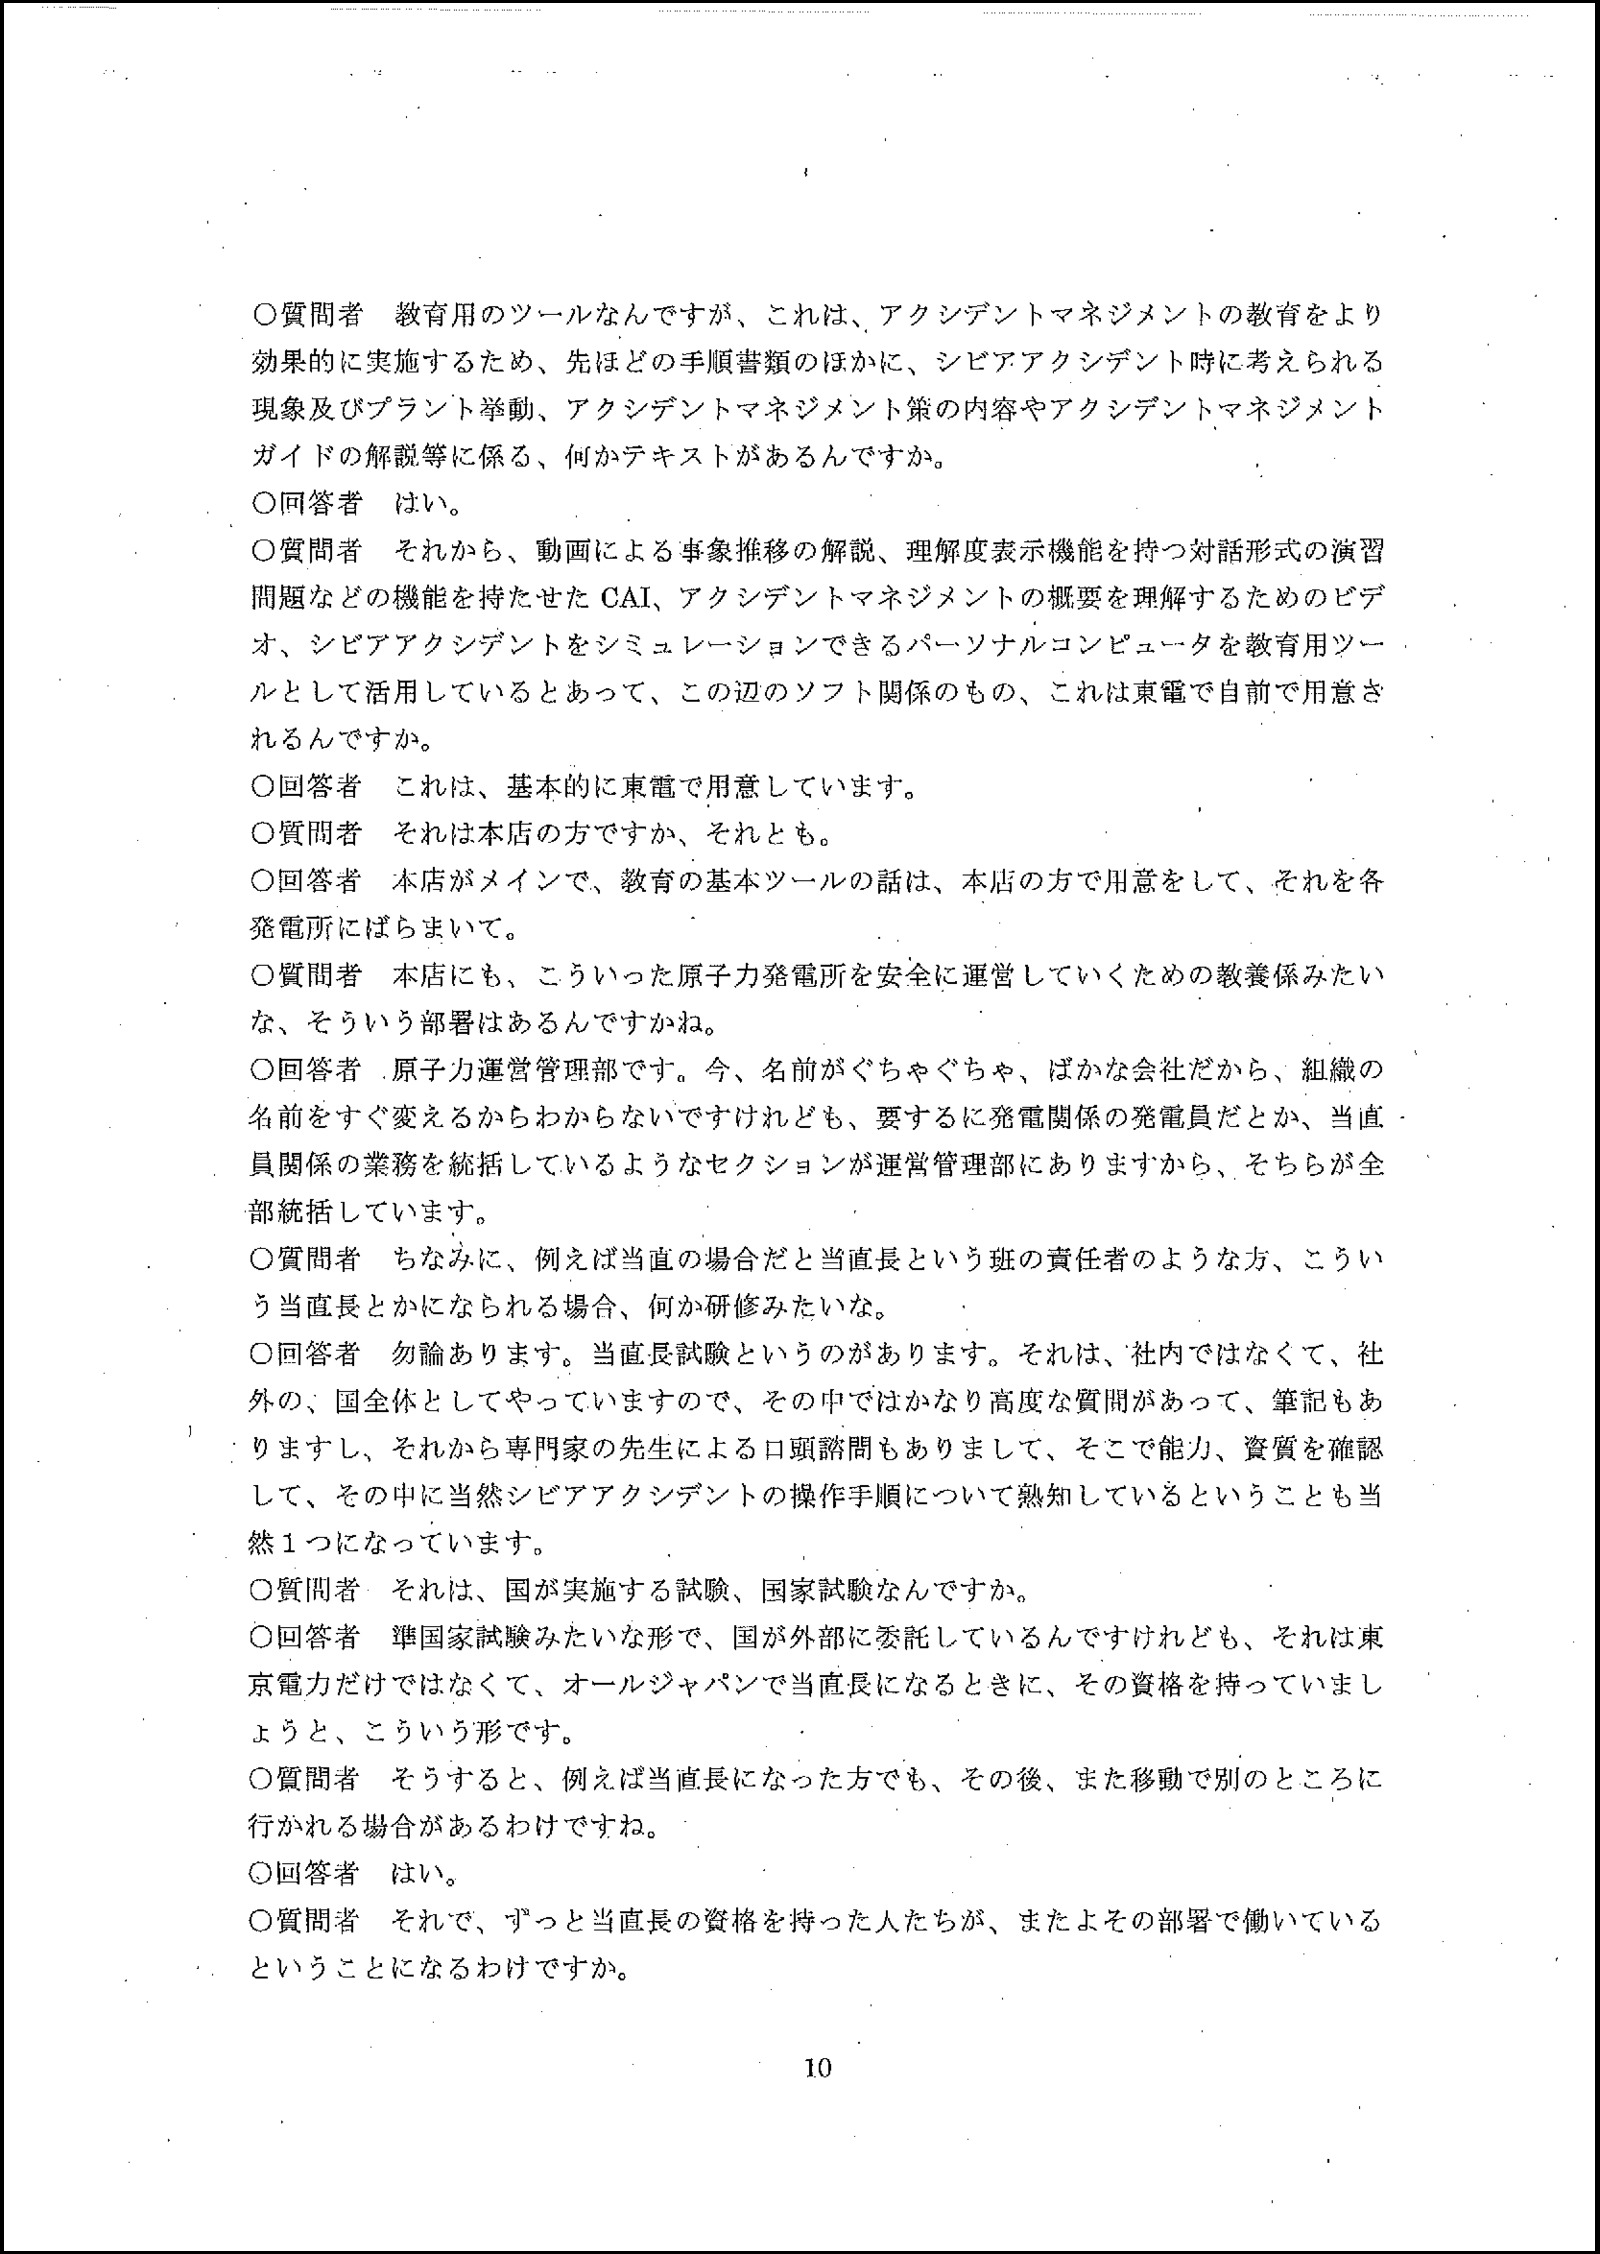 ○質問者　教育用のツールなんですが、これは、アクシデントマネジメントの教育をより
効果的に実施するため、先ほどの手順書類のほかに、シビアアクシデント時に考えられる
現象及びプラント挙動、アクシデントマネジメント策の内容やアクシデントマネジメント
ガイドの解説等に係る、何かテキストがあるんですか。
○回答者　はい。
○質問者　それから、動画による事象推移の解説、理解度表示機能を持つ対話形式の演習
問題などの機能を持たせた CAI、アクシデントマネジメントの概要を理解するためのビデ
オ、シビアアクシデントをシミュレーションできるパーソナルコンピュータを教育用ツー
ルとして活用しているとあって、この辺のソフト関係のもの、これは東電で自前で用意さ
れるんですか。
○回答者　これは、基本的に東電で用意しています。
○質問者　それは本店の方ですか、それとも。
○回答者　本店がメインで、教育の基本ツールの話は、本店の方で用意をして、それを各
発電所にばらまいて。
○質問者　本店にも、こういった原子力発電所を安全に運営していくための教養係みたい
な、そういう部署はあるんですかね。
○回答者　原子力運営管理部です。今、名前がぐちゃぐちゃ、ばかな会社だから、組織の
名前をすぐ変えるからわからないですけれども、要するに発電関係の発電員だとか、当直
員関係の業務を統括しているようなセクションが運営管理部にありますから、そちらが全
部統括しています。
○質問者　ちなみに、例えば当直の場合だと当直長という班の責任者のような方、こうい
う当直長とかになられる場合、何か研修みたいな。
○回答者　勿論あります。当直長試験というのがあります。それは、社内ではなくて、社
外の、国全体としてやっていますので、その中ではかなり高度な質問があって、筆記もあ
りますし、それから専門家の先生による口頭諮問もありまして、そこで能力、資質を確認
して、その中に当然シビアアクシデントの操作手順について熟知しているということも当
然１つになっています。
○質問者　それは、国が実施する試験、国家試験なんですか。
○回答者　準国家試験みたいな形で、国が外部に委託しているんですけれども、それは東
京電力だけではなくて、オールジャパンで当直長になるときに、その資格を持っていまし
ょうと、こういう形です。
○質問者　そうすると、例えば当直長になった方でも、その後、また移動で別のところに
行かれる場合があるわけですね。
○回答者　はい。
○質問者　それで、ずっと当直長の資格を持った人たちが、またよその部署で働いている
ということになるわけですか。
10